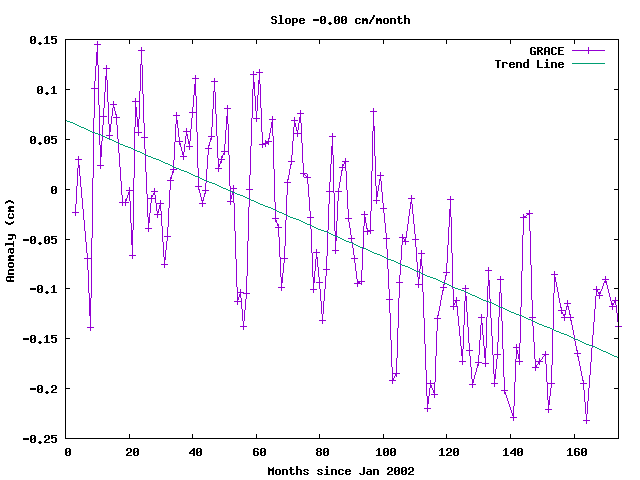 Slope -0.00 cm/month
0.15
GRACE
Trend Line
0.1
0.05
0
-0.05
-0.1
-0.15
-0.2
-0.25
Anomaly (cm)
0 20 40 60 80 100 120 140 160
Months since Jan 2002